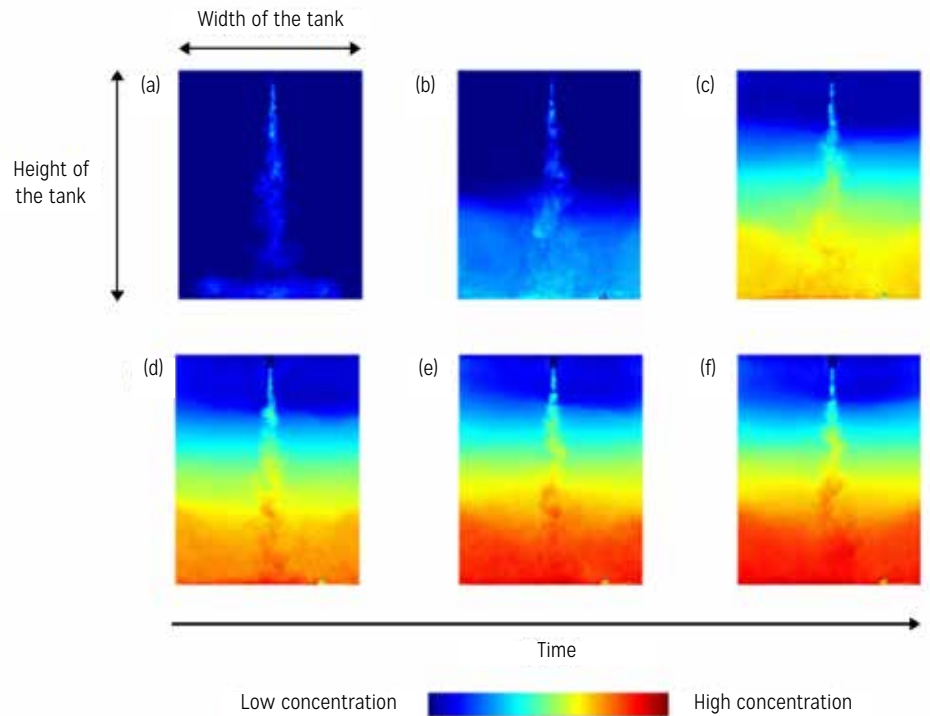 Width of the tank
(a)
(b)
(c)
Height of
the tank
(d)
(e)
(f)
Time
Low concentration
High concentration